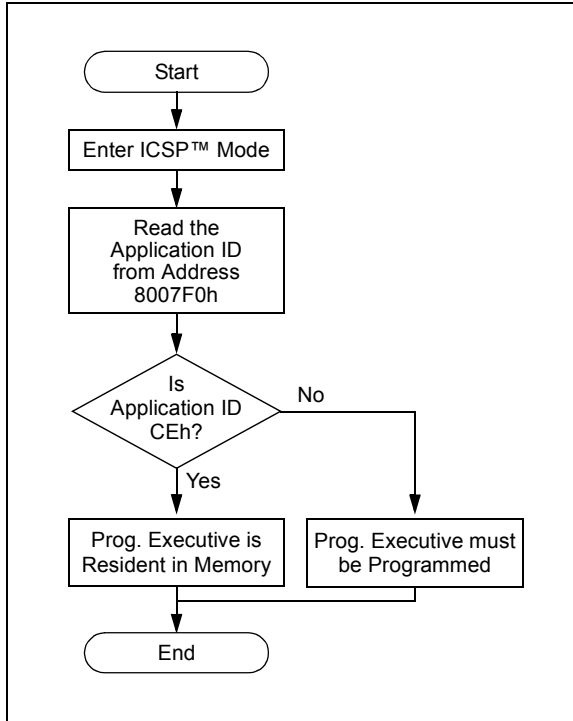 Start
Enter ICSP™ Mode
Read the
Application ID
from Address
8007F0h
Is
Application ID
CEh?
No
Yes
Prog. Executive is
Resident in Memory
Prog. Executive must
be Programmed
End